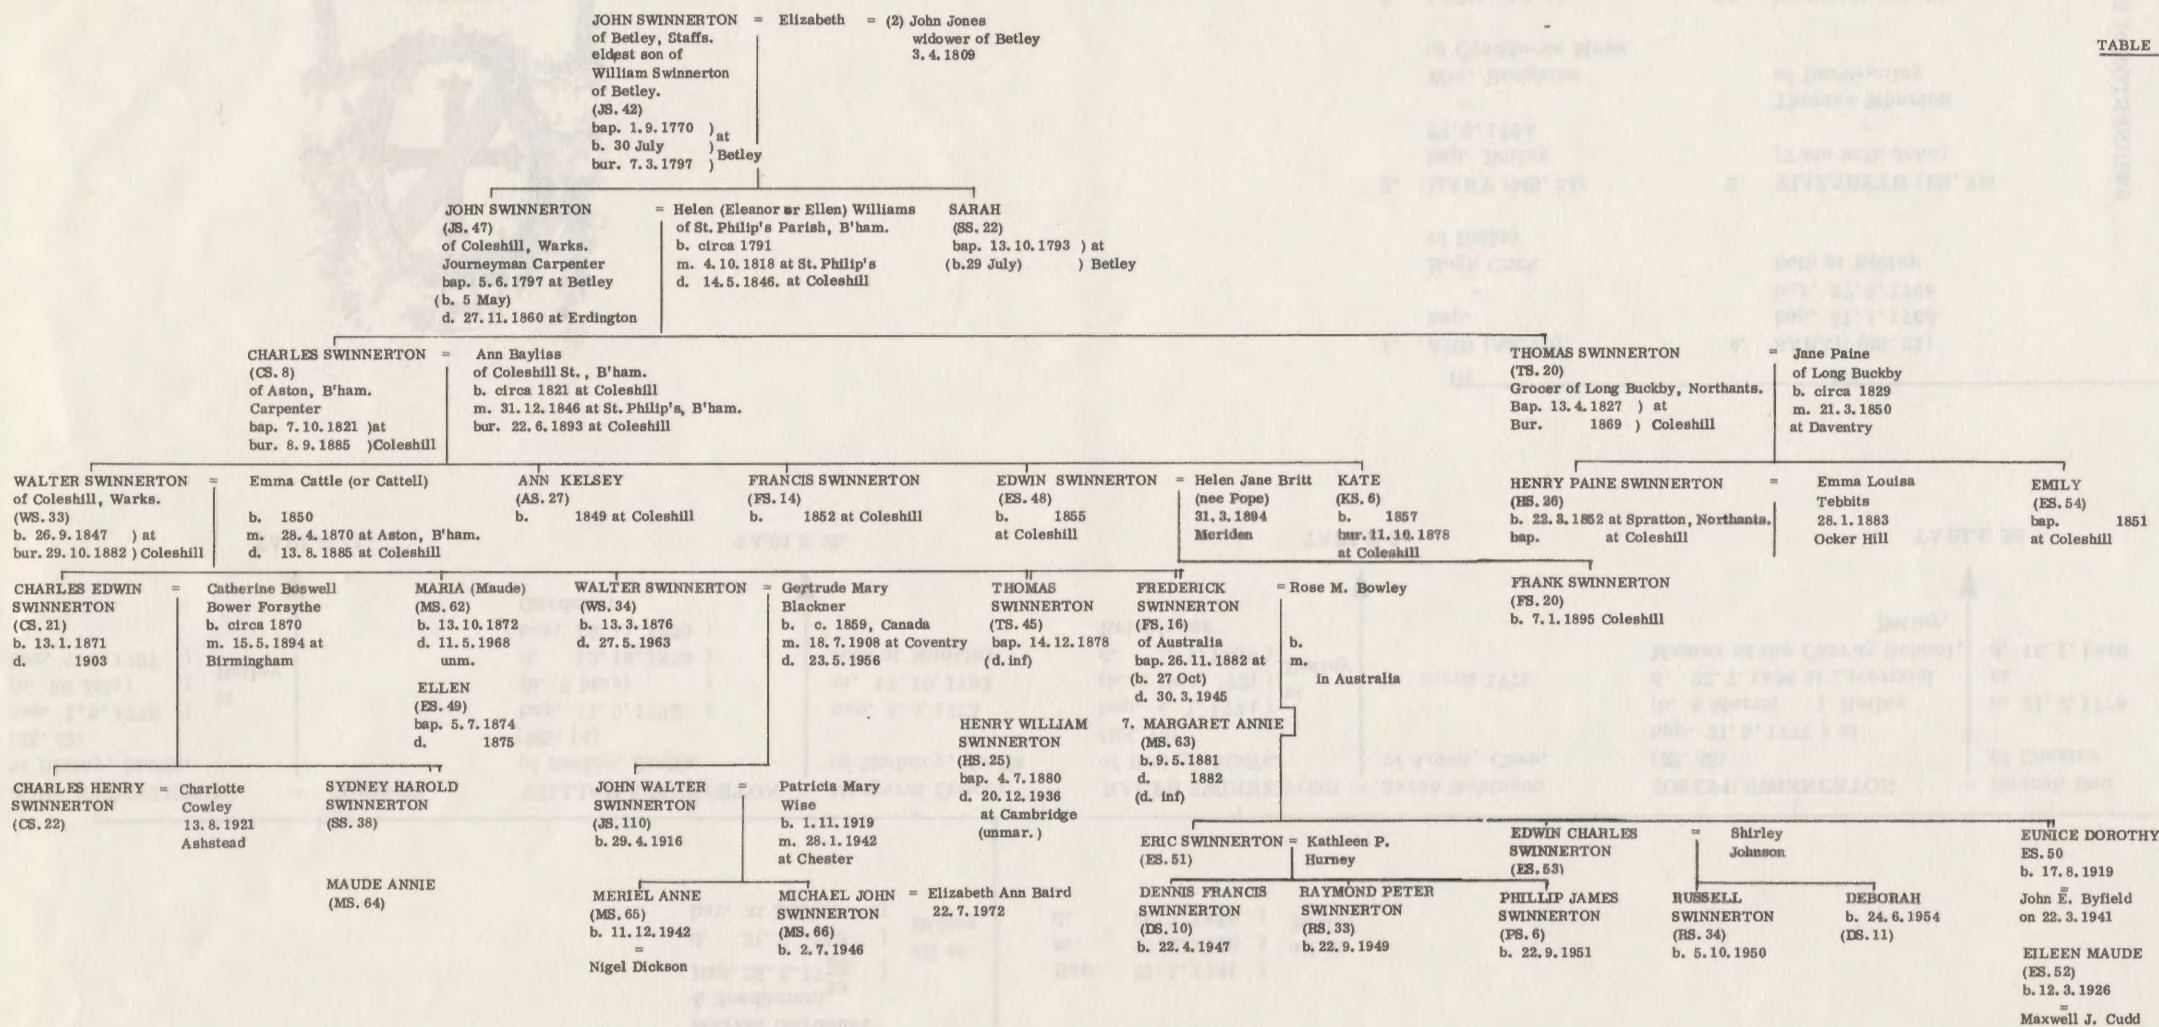 TABLE
JOHN SWINNERTON = Elizabeth = (2) John Jones
of Betley, Staffs.
eldest son of
William Swinnerton
of Betley.
(JS. 42)
bap. 1.9.1770 ) at
b. 30 July ) Betley
bur. 7.3.1797 )
widower of Betley
3.4.1809
JOHN SWINNERTON
(JS. 47)
of Coleshill, Warks.
Journeyman Carpenter
bap. 5.6.1797 at Betley
(b. 5 May)
d. 27.11.1860 at Erdington
= Helen (Eleanor or Ellen) Williams
of St. Philip's Parish, B'ham.
b. circa 1791
m. 4.10.1818 at St. Philip's
d. 14.5.1846. at Coleshill
SARAH
(SS. 22)
bap. 13.10.1793 ) at
(b.29 July) ) Betley
CHARLES SWINNERTON =
(CS. 8)
of Aston, B'ham.
Carpenter
bap. 7.10.1821 )at
bur. 8.9.1885 )Coleshill
Ann Bayliss
of Coleshill St., B'ham.
b. circa 1821 at Coleshill
m. 31.12.1846 at St. Philip's, B'ham.
bur. 22.6.1893 at Coleshill
THOMAS SWINNERTON
(TS. 20)
Grocer of Long Buckby, Northants.
Bap. 13.4.1827 ) at
Bur. 1869 ) Coleshill
= Jane Paine
of Long Buckby
b. circa 1829
m. 21.3.1850
at Daventry
WALTER SWINNERTON =
of Coleshill, Warks.
(WS. 33)
b. 26.9.1847 ) at
bur. 29.10.1882 ) Coleshill
Emma Cattle (or Cattell)
b. 1850
m. 28.4.1870 at Aston, B'ham.
d. 13.8.1885 at Coleshill
ANN KELSEY
(AS. 27)
b. 1849 at Coleshill
FRANCIS SWINNERTON
(FS. 14)
b. 1852 at Coleshill
EDWIN SWINNERTON
(ES. 48)
b. 1855
at Coleshill
= Helen Jane Britt
(nee Pope)
31.3.1894
Meriden
KATE
(KS. 6)
b. 1857
bur.11.10.1878
at Coleshill
HENRY PAINE SWINNERTON =
(HS. 26)
b. 22.3.1852 at Spratton, Northants.
bap. at Coleshill
Emma Louisa
Tebbits
28.1.1883
Ocker Hill
EMILY
(ES. 54)
bap. 1851
at Coleshill
CHARLES EDWIN =
SWINNERTON
(CS. 21)
b. 13.1.1871
d. 1903
Catherine Boswell
Bower Forsythe
b. circa 1870
m. 15.5.1894 at
Birmingham
MARIA (Maude)
(MS. 62)
b. 13.10.1872
d. 11.5.1968
unm.
ELLEN
(ES. 49)
bap. 5.7.1874
d. 1875
WALTER SWINNERTON =
(WS. 34)
b. 13.3.1876
d. 27.5.1963
Gertrude Mary
Blackner
b. c. 1859, Canada
m. 18.7.1908 at Coventry
d. 23.5.1956
THOMAS
SWINNERTON
(TS. 45)
bap. 14.12.1878
(d. inf)
FREDERICK
SWINNERTON
(FS. 16)
of Australia
bap. 26.11.1882 at
(b. 27 Oct)
d. 30.3.1945
= Rose M. Bowley
b.
m.
in Australia
FRANK SWINNERTON
(FS. 20)
b. 7.1.1895 Coleshill
HENRY WILLIAM
SWINNERTON
(HS. 25)
bap. 4.7.1880
d. 20.12.1936
at Cambridge
(unmar.)
7. MARGARET ANNIE
(MS. 63)
b. 9.5.1881
d. 1882
(d. inf)
CHARLES HENRY =
SWINNERTON
(CS. 22)
Charlotte
Cowley
13.8.1921
Ashstead
SYDNEY HAROLD
SWINNERTON
(SS. 38)
MAUDE ANNIE
(MS. 64)
JOHN WALTER =
SWINNERTON
(JS. 110)
b. 29.4.1916
Patricia Mary
Wise
b. 1.11.1919
m. 28.1.1942
at Chester
MERIEL ANNE
(MS. 65)
b. 11.12.1942
=
Nigel Dickson
MICHAEL JOHN
SWINNERTON
(MS. 66)
b. 2.7.1946
= Elizabeth Ann Baird
22.7.1972
ERIC SWINNERTON =
(ES. 51)
Kathleen P.
Hurney
EDWIN CHARLES =
SWINNERTON
(ES. 53)
Shirley
Johnson
EUNICE DOROTHY
ES. 50
b. 17.8.1919
=
John E. Byfield
on 22.3.1941
DENNIS FRANCIS
SWINNERTON
(DS. 10)
b. 22.4.1947
RAYMOND PETER
SWINNERTON
(RS. 33)
b. 22.9.1949
PHILLIP JAMES
SWINNERTON
(PS. 6)
b. 22.9.1951
RUSSELL
SWINNERTON
(RS. 34)
b. 5.10.1950
DEBORAH
b. 24.6.1954
(DS. 11)
EILEEN MAUDE
(ES. 52)
b. 12.3.1926
=
Maxwell J. Cudd